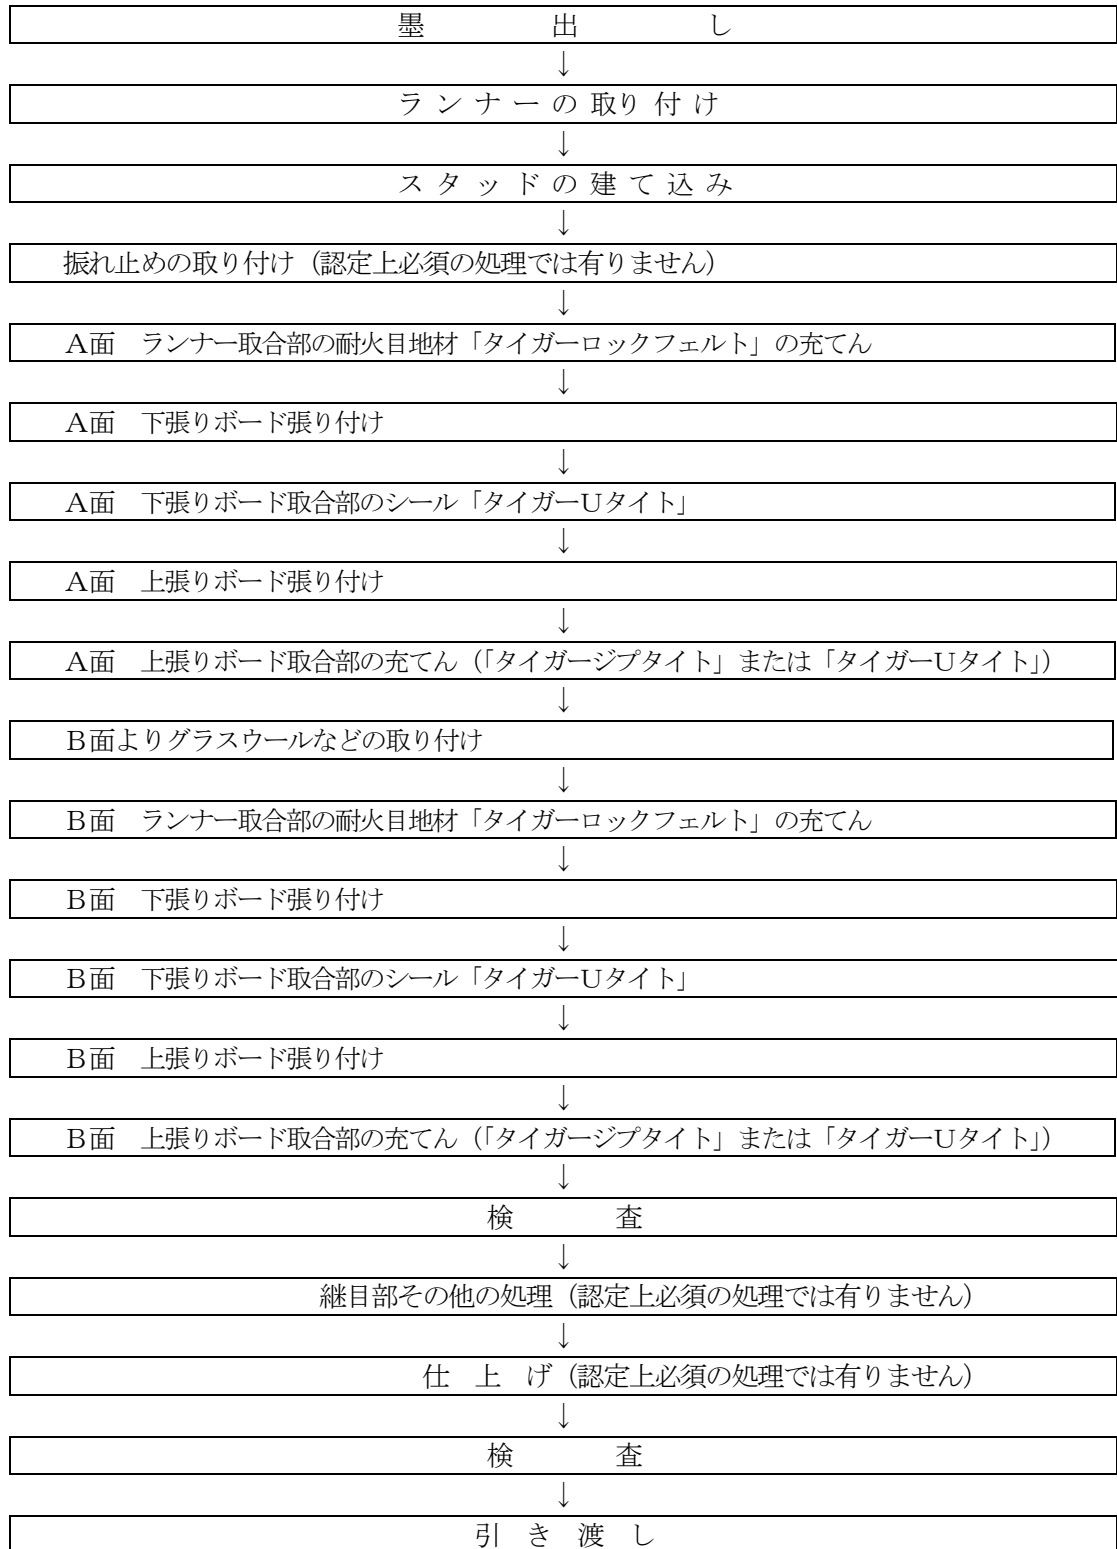 墨出し
↓
ランナーの取り付け
↓
スタッドの建て込み
↓
振れ止めの取り付け（認定上必須の処理では有りません）
↓
Ａ面　ランナー取合部の耐火目地材「タイガーロックフェルト」の充てん
↓
Ａ面　下張りボード張り付け
↓
Ａ面　下張りボード取合部のシール「タイガーＵタイト」
↓
Ａ面　上張りボード張り付け
↓
Ａ面　上張りボード取合部の充てん（「タイガージプタイト」または「タイガーＵタイト」）
↓
Ｂ面よりグラスウールなどの取り付け
↓
Ｂ面　ランナー取合部の耐火目地材「タイガーロックフェルト」の充てん
↓
Ｂ面　下張りボード張り付け
↓
Ｂ面　下張りボード取合部のシール「タイガーＵタイト」
↓
Ｂ面　上張りボード張り付け
↓
Ｂ面　上張りボード取合部の充てん（「タイガージプタイト」または「タイガーＵタイト」）
↓
検査
↓
継目部その他の処理（認定上必須の処理では有りません）
↓
仕上げ（認定上必須の処理では有りません）
↓
検査
↓
引き渡し